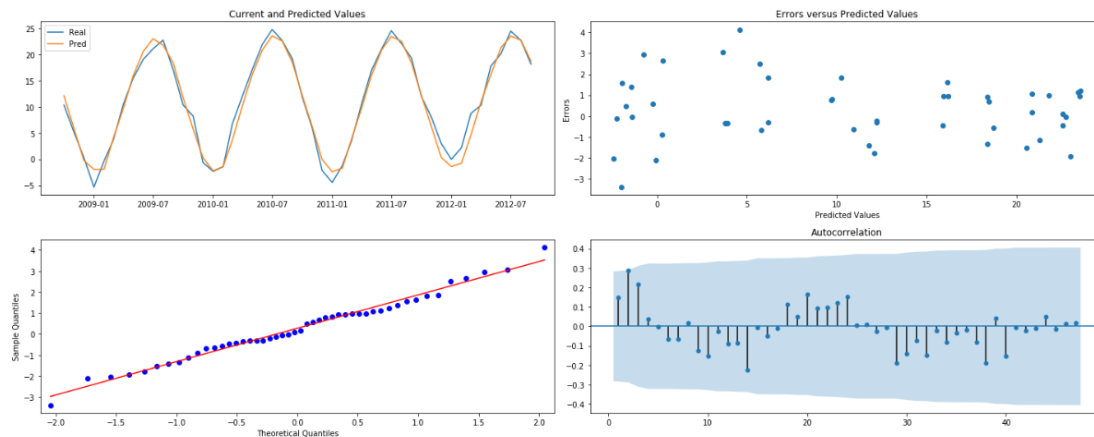 Current and Predicted Values
Real
Pred
25
20
15
10
5
0
−5
2009-01 2009-07 2010-01 2010-07 2011-01 2011-07 2012-01 2012-07
Errors versus Predicted Values
Errors
4
3
2
1
0
−1
−2
−3
0 5 10 15 20
Predicted Values
Sample Quantiles
4
3
2
1
0
−1
−2
−3
−2.0 −1.5 −1.0 −0.5 0.0 0.5 1.0 1.5 2.0
Theoretical Quantiles
Autocorrelation
0.4
0.3
0.2
0.1
0.0
−0.1
−0.2
−0.3
−0.4
0 10 20 30 40